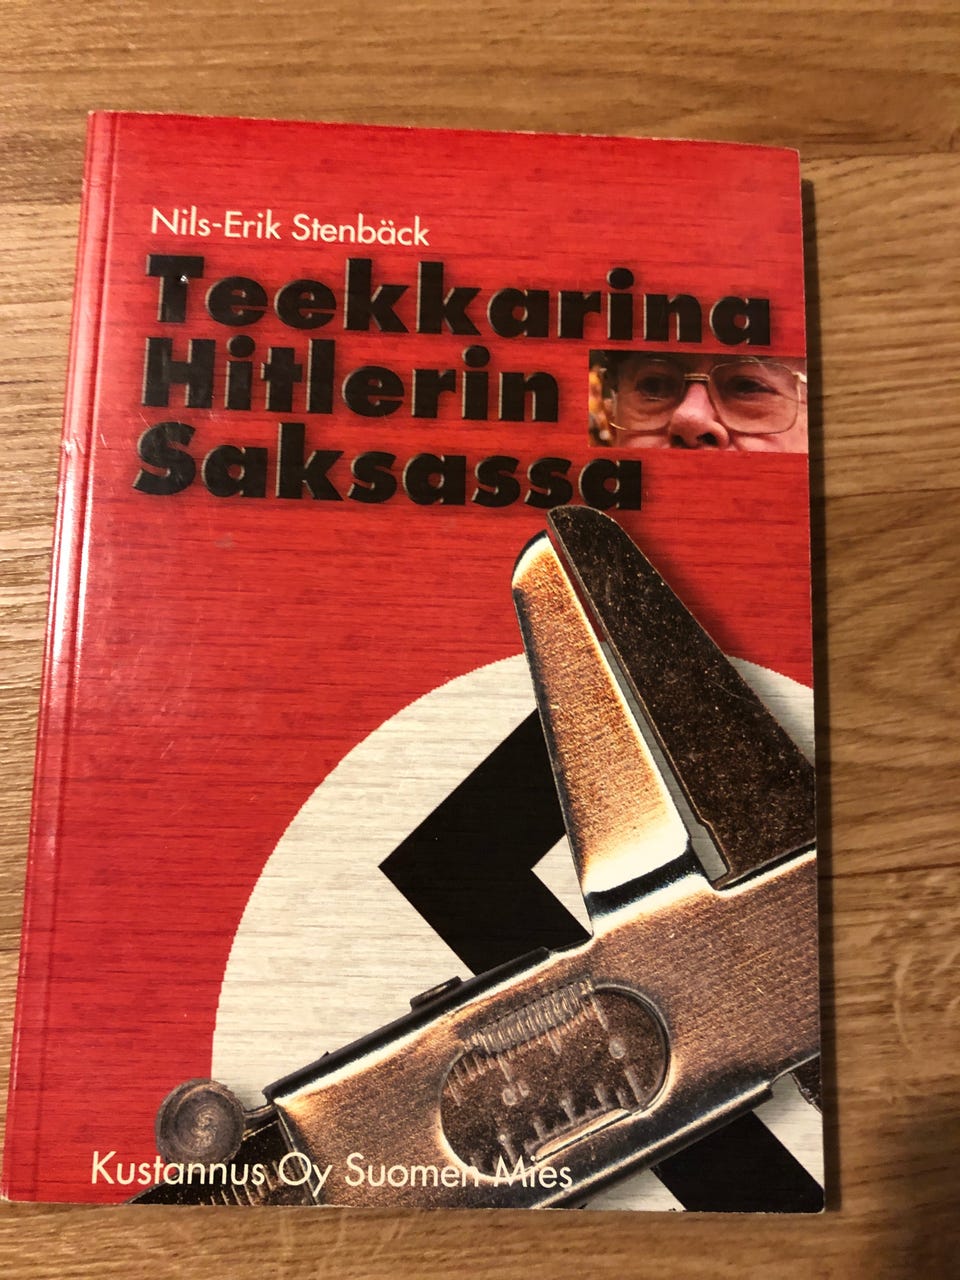 Nils-Erik Stenbäck
Teekkarina
Hitlerin
Saksassa
Kustannus Oy Suomen Mies